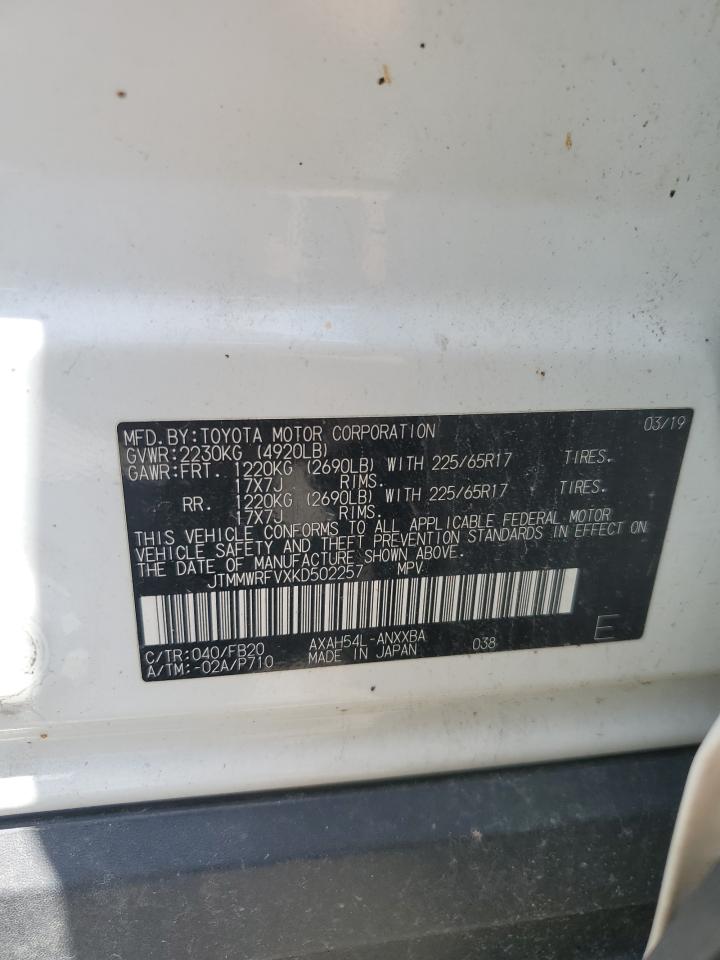 MFD.BY:TOYOTA MOTOR CORPORATION 03/19
GVWR:2230KG (4920LB)
GAWR:FRT. 1220KG (2690LB) WITH 225/65R17 TIRES.
17X7J RIMS.
RR. 1220KG (2690LB) WITH 225/65R17 TIRES.
17X7J RIMS.
THIS VEHICLE CONFORMS TO ALL APPLICABLE FEDERAL MOTOR
VEHICLE SAFETY AND THEFT PREVENTION STANDARDS IN EFFECT ON
THE DATE OF MANUFACTURE SHOWN ABOVE.
JTMMWRFVXKD502257 MPV
C/TR:040/FB20 AXAH54L-ANXXBA 038 E
A/TM:-02A/P710 MADE IN JAPAN